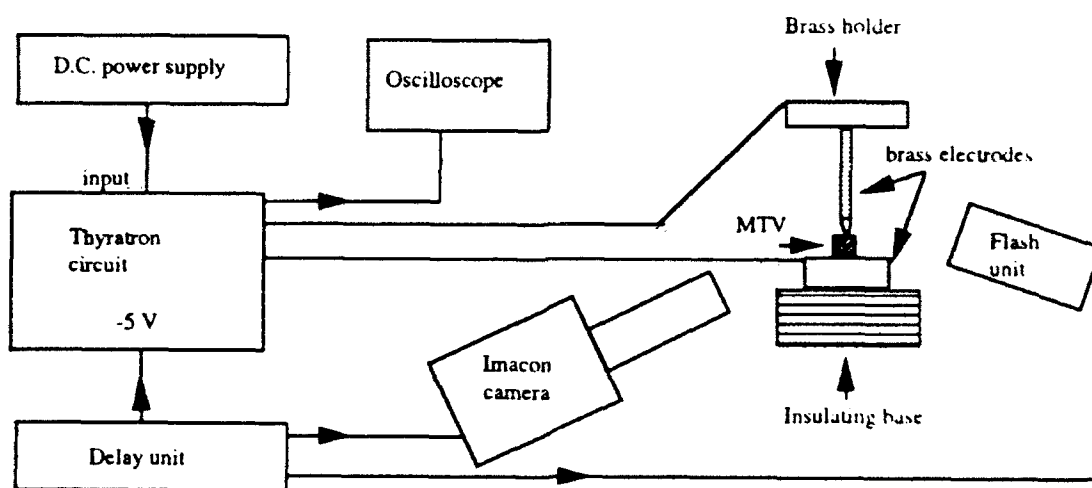 Brass holder
D.C. power supply
Oscilloscope
brass electrodes
input
MTV
Thyratron
circuit
-5 V
Flash
unit
Imacon
camera
Insulating base
Delay unit